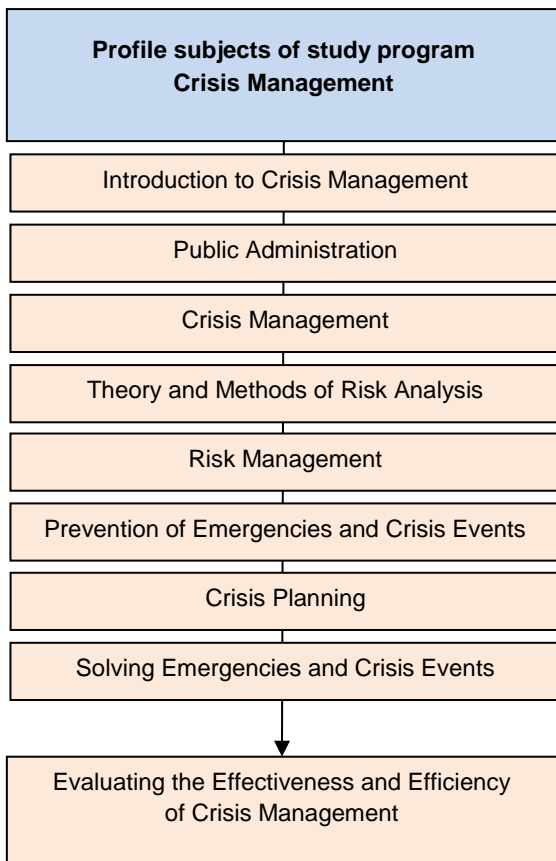 Profile subjects of study program
Crisis Management
Introduction to Crisis Management
Public Administration
Crisis Management
Theory and Methods of Risk Analysis
Risk Management
Prevention of Emergencies and Crisis Events
Crisis Planning
Solving Emergencies and Crisis Events
Evaluating the Effectiveness and Efficiency
of Crisis Management